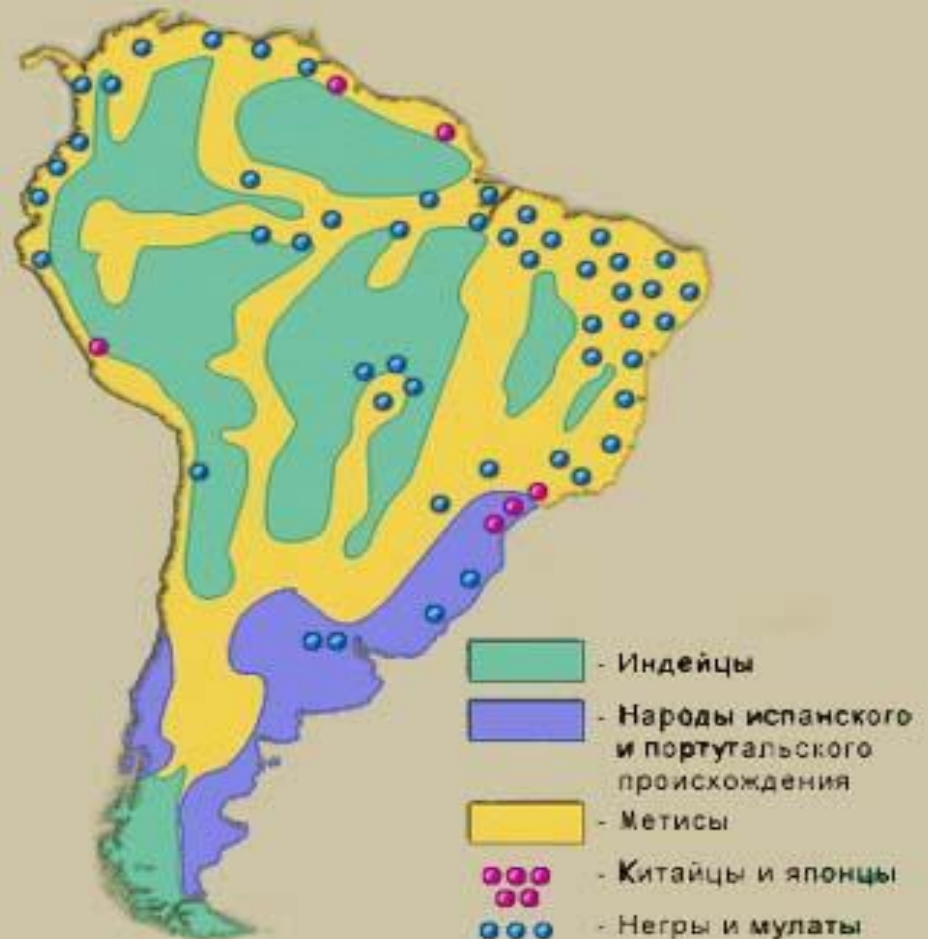 - Индейцы
- Народы испанского
и португальского
происхождения
- Метисы
- Китайцы и японцы
- Негры и мулаты